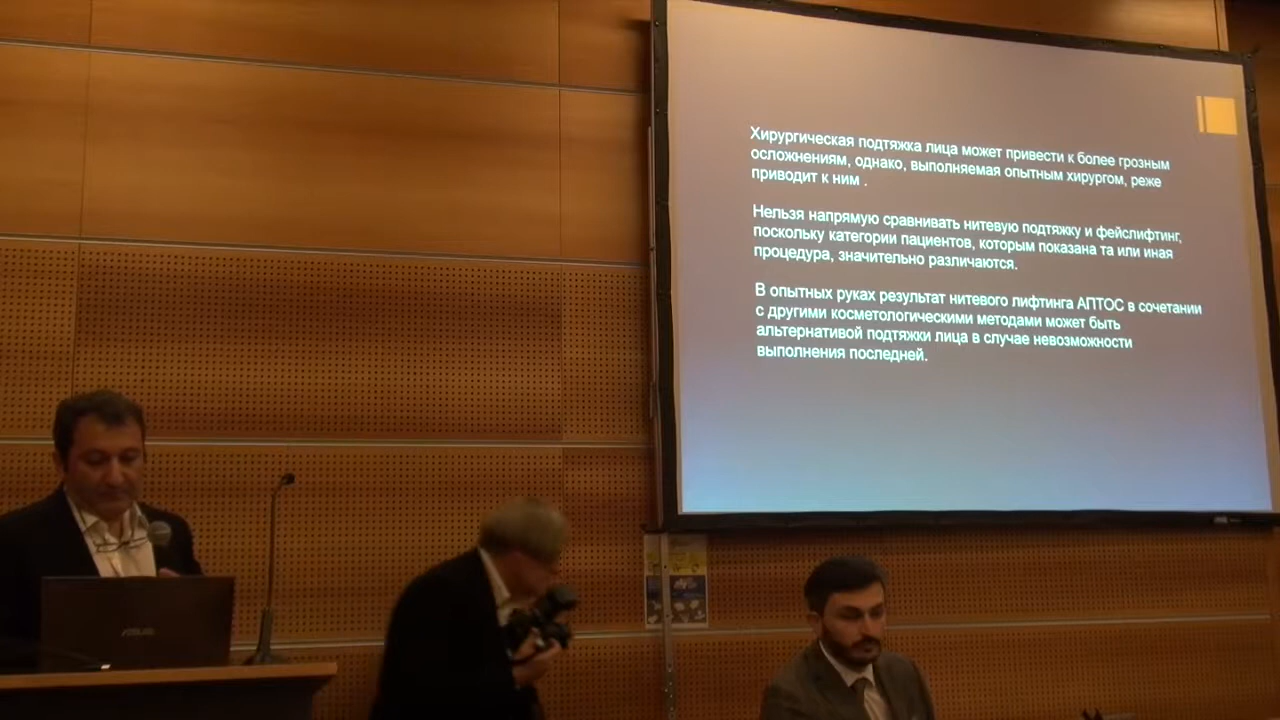 Хирургическая подтяжка лица может привести к более грозным
осложнениям, однако, выполняемая опытным хирургом, реже
приводит к ним .
Нельзя напрямую сравнивать нитевую подтяжку и фейслифтинг,
поскольку категории пациентов, которым показана та или иная
процедура, значительно различаются.
В опытных руках результат нитевого лифтинга АПТОС в сочетании
с другими косметологическими методами может быть
альтернативой подтяжки лица в случае невозможности
выполнения последней.
ASUS